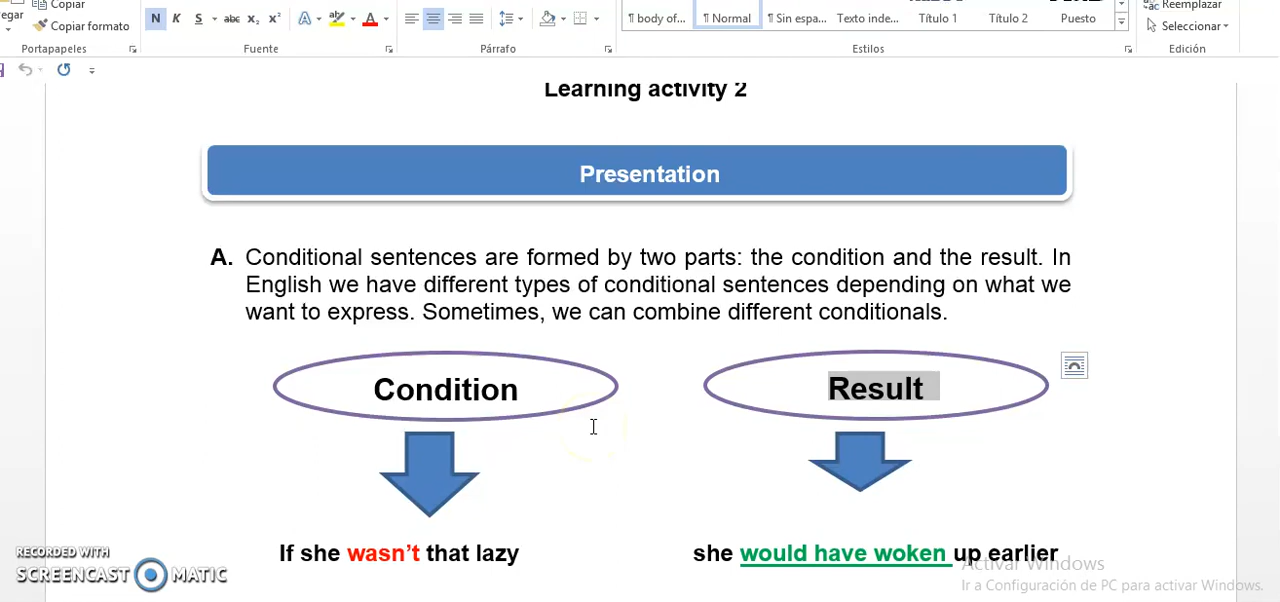 Copiar
Reemplazar
egar
Copiar formato
N K S abc x₂ x² A A
¶ body of...
¶ Normal
¶ Sin espa...
Texto inde...
Título 1
Título 2
Puesto
Seleccionar
Portapapeles
Fuente
Párrafo
Estilos
Edición
Learning activity 2
Presentation
A. Conditional sentences are formed by two parts: the condition and the result. In
English we have different types of conditional sentences depending on what we
want to express. Sometimes, we can combine different conditionals.
Condition
Result
If she wasn't that lazy
she would have woken up earlier
RECORDED WITH
SCREENCAST MATIC
Activar Windows
Ir a Configuración de PC para activar Windows.